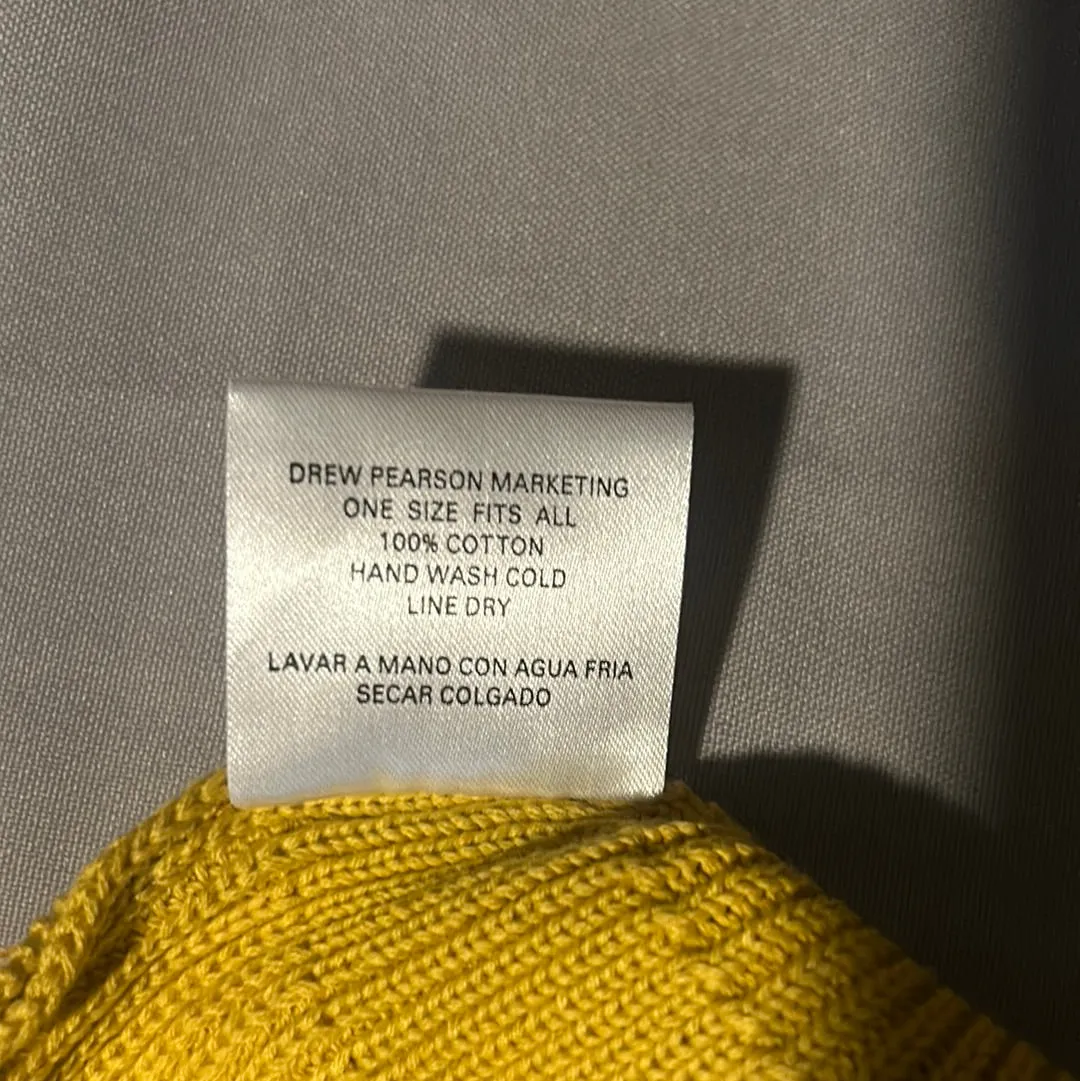 DREW PEARSON MARKETING
ONE SIZE FITS ALL
100% COTTON
HAND WASH COLD
LINE DRY
LAVAR A MANO CON AGUA FRIA
SECAR COLGADO